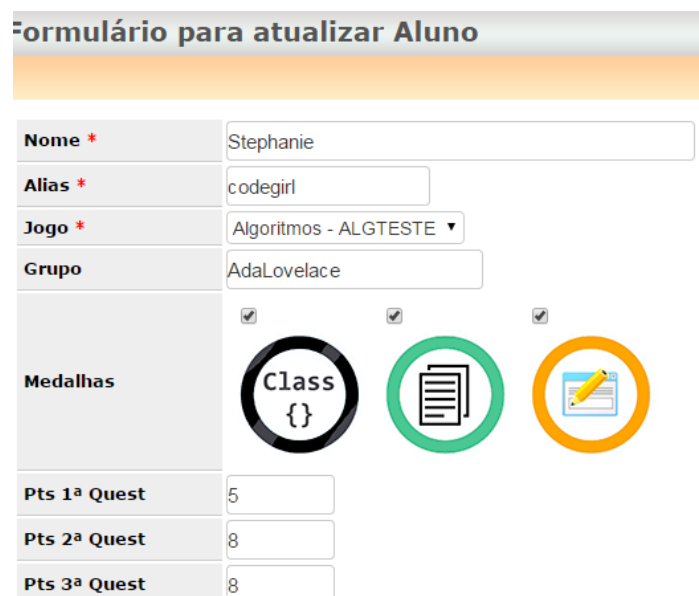 Formulário para atualizar Aluno
Nome * Stephanie
Alias * codegirl
Jogo * Algoritmos - ALGTESTE
Grupo AdaLovelace
Medalhas
Class
{}
Pts 1ª Quest 5
Pts 2ª Quest 8
Pts 3ª Quest 8